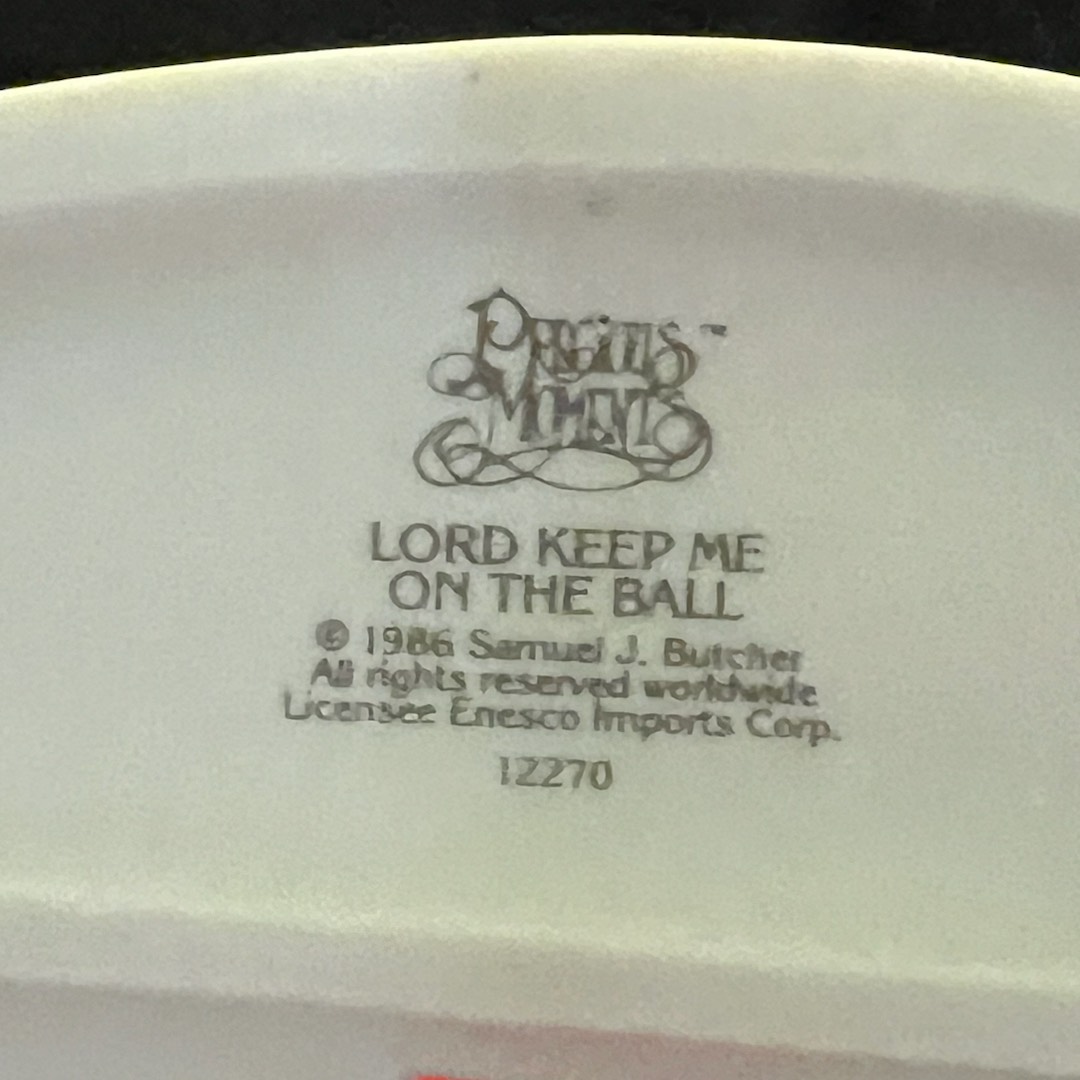 PRECIOUS ™
MOMENTS
LORD KEEP ME
ON THE BALL
© 1986 Samuel J. Butcher
All rights reserved worldwide
Licensee Enesco Imports Corp.
12270